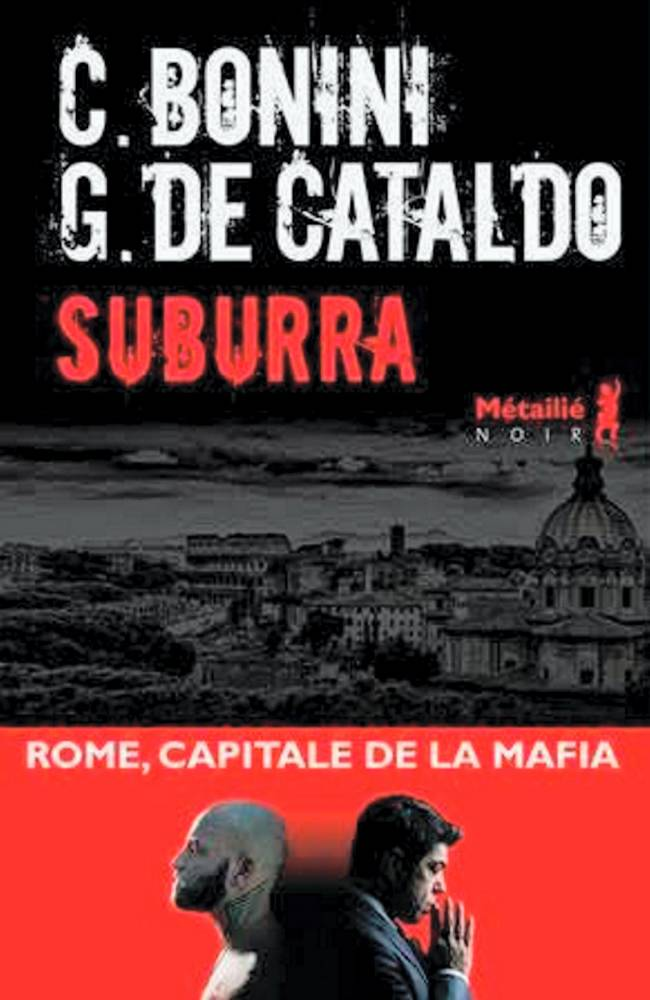 C. BONINI
G. DE CATALDO
SUBURRA
Métailié
NOIR
ROME, CAPITALE DE LA MAFIA